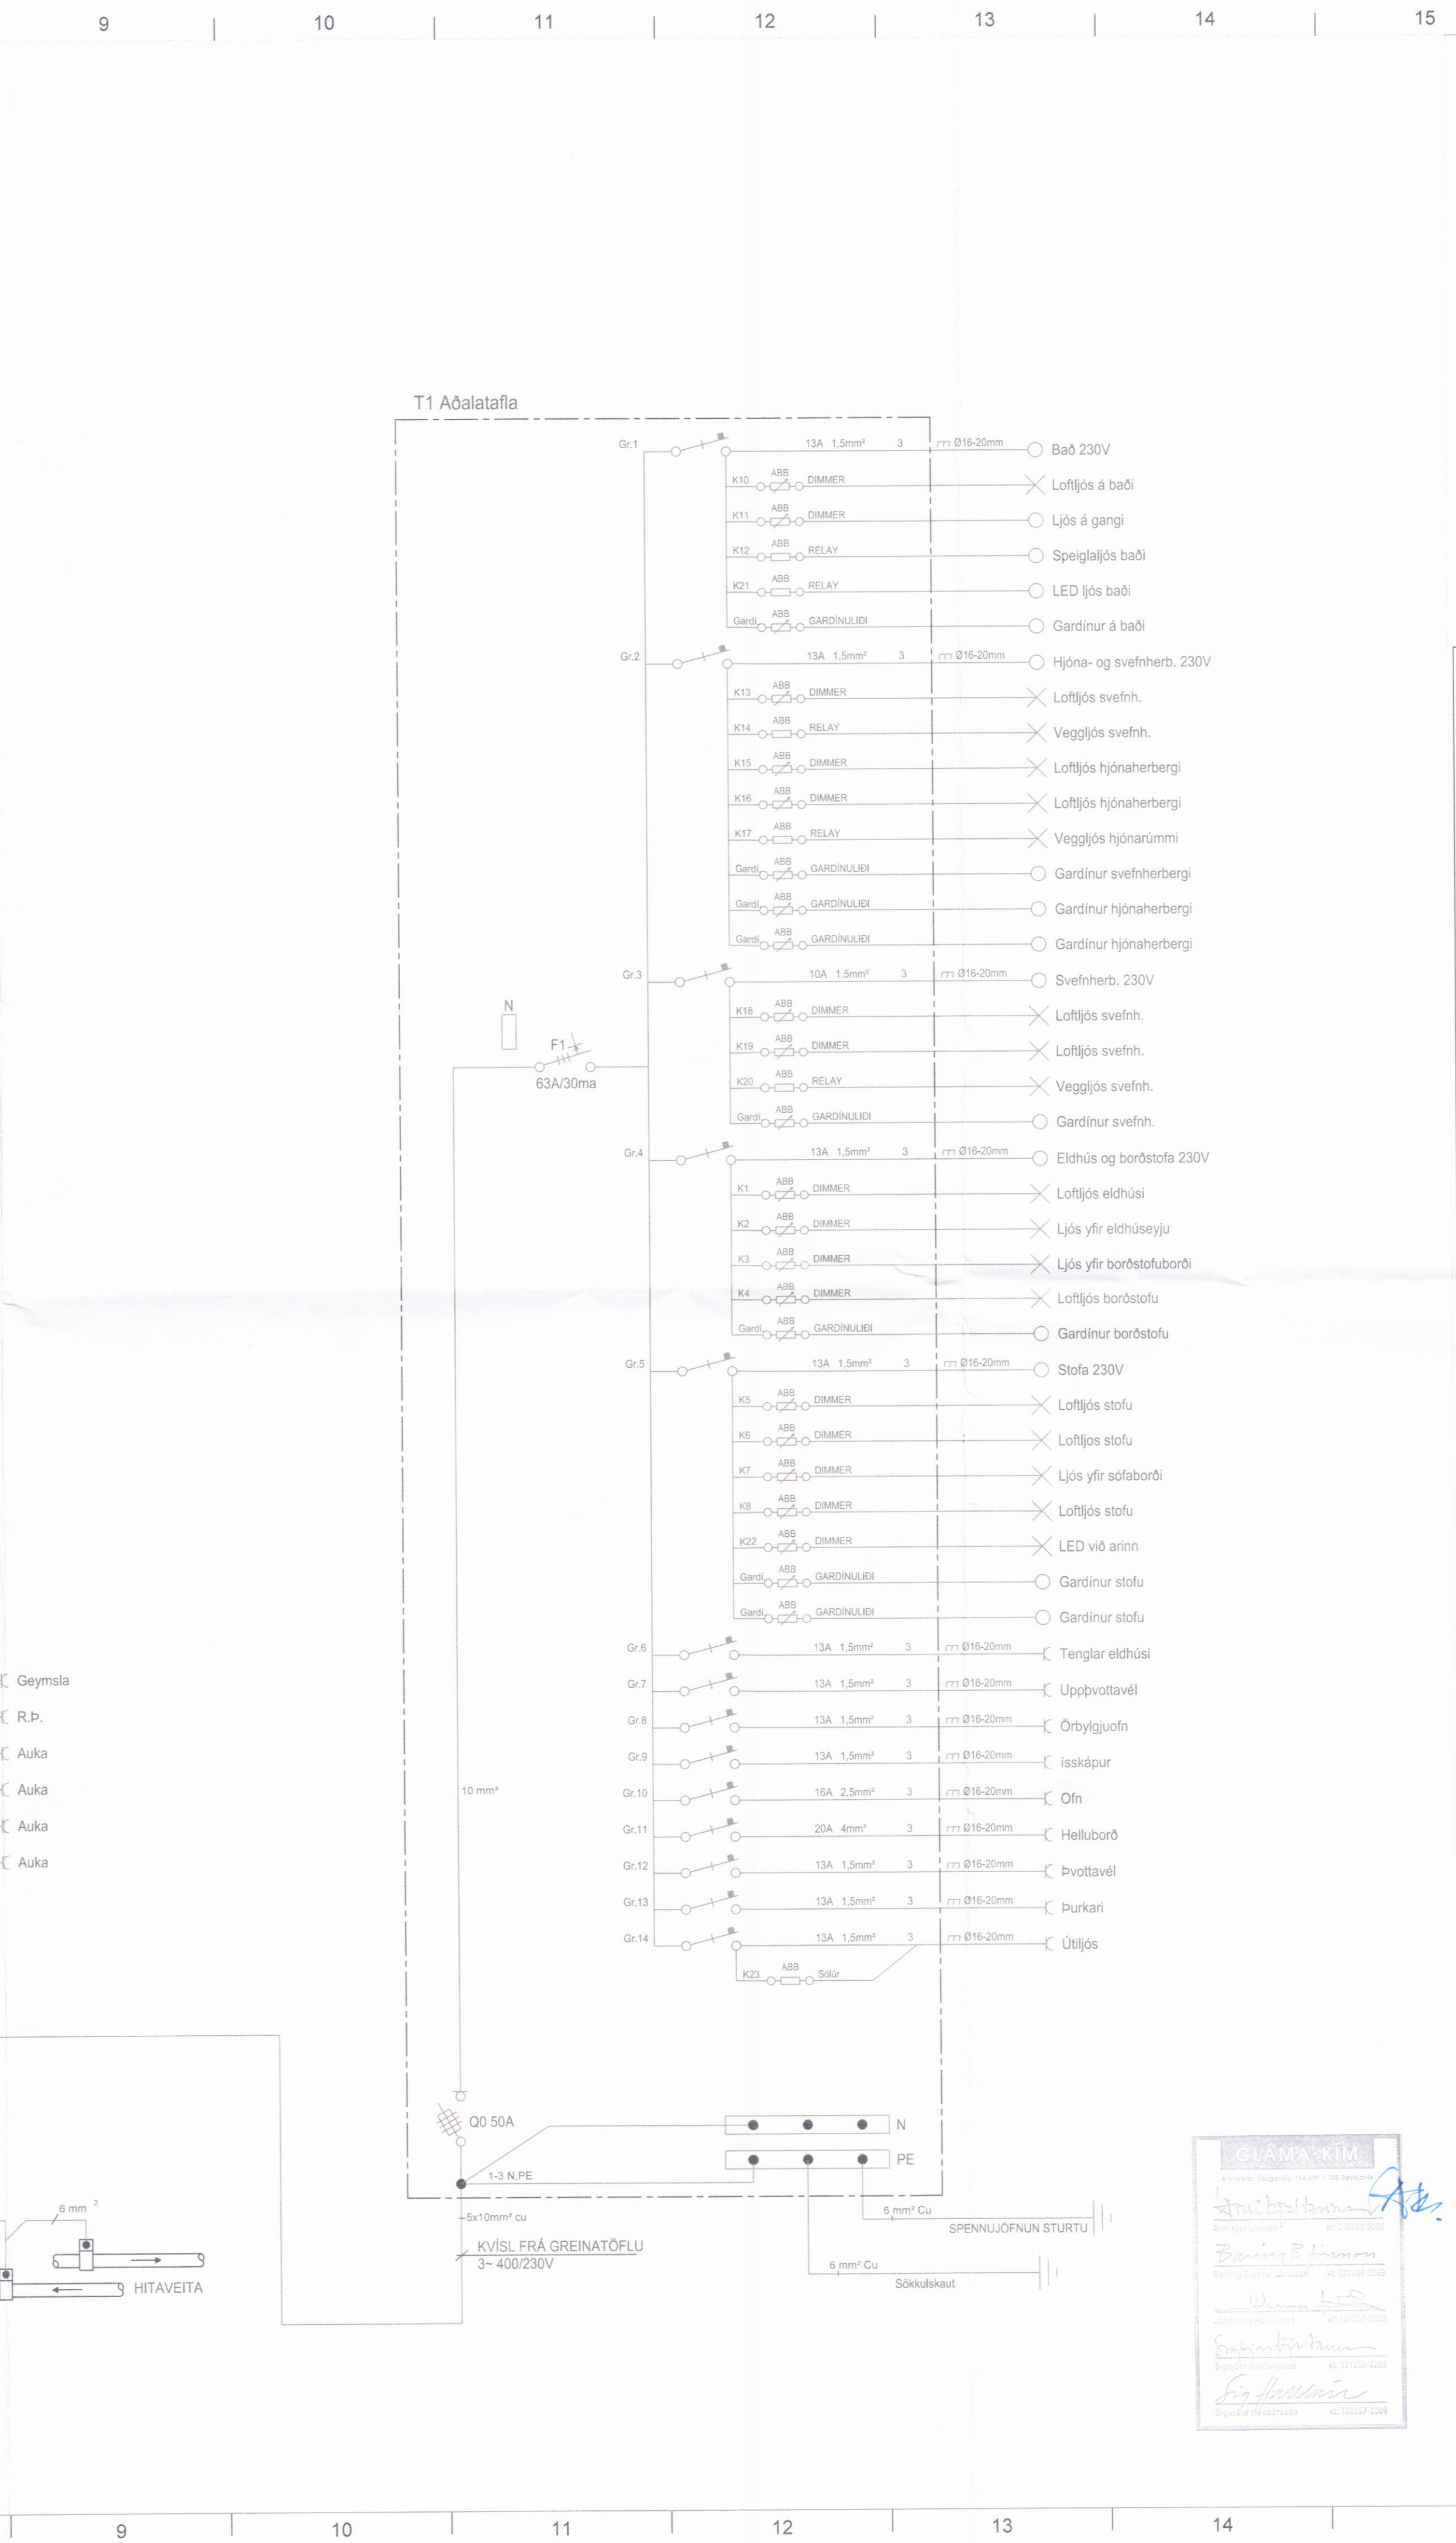 9 10 11 12 13 14 15
T1 Aðalatafla
Gr.1 13A 1,5mm² 3 Ø16-20mm Bað 230V
K10 ABB DIMMER Loftljós á baði
K11 ABB DIMMER Ljós á gangi
K12 ABB RELAY Speiglaljós baði
K21 ABB RELAY LED ljós baði
Gardí. ABB GARDÍNULIÐI Gardínur á baði
Gr.2 13A 1,5mm² 3 Ø16-20mm Hjóna- og svefnherb. 230V
K13 ABB DIMMER Loftljós svefnh.
K14 ABB RELAY Veggljós svefnh.
K15 ABB DIMMER Loftljós hjónaherbergi
K16 ABB DIMMER Loftljós hjónaherbergi
K17 ABB RELAY Veggljós hjónarúmmi
Gardí. ABB GARDÍNULIÐI Gardínur svefnherbergi
Gardí. ABB GARDÍNULIÐI Gardínur hjónaherbergi
Gardí. ABB GARDÍNULIÐI Gardínur hjónaherbergi
Gr.3 10A 1,5mm² 3 Ø16-20mm Svefnherb. 230V
K18 ABB DIMMER Loftljós svefnh.
K19 ABB DIMMER Loftljós svefnh.
K20 ABB RELAY Veggljós svefnh.
Gardí. ABB GARDÍNULIÐI Gardínur svefnh.
N
F1
63A/30ma
Gr.4 13A 1,5mm² 3 Ø16-20mm Eldhús og borðstofa 230V
K1 ABB DIMMER Loftljós eldhúsi
K2 ABB DIMMER Ljós yfir eldhúseyju
K3 ABB DIMMER Ljós yfir borðstofuborði
K4 ABB DIMMER Loftljós borðstofu
Gardí. ABB GARDÍNULIÐI Gardínur borðstofu
Gr.5 13A 1,5mm² 3 Ø16-20mm Stofa 230V
K5 ABB DIMMER Loftljós stofu
K6 ABB DIMMER Loftljos stofu
K7 ABB DIMMER Ljós yfir sófaborði
K8 ABB DIMMER Loftljós stofu
K22 ABB DIMMER LED við arinn
Gardí. ABB GARDÍNULIÐI Gardínur stofu
Gardí. ABB GARDÍNULIÐI Gardínur stofu
Gr.6 13A 1,5mm² 3 Ø16-20mm Tenglar eldhúsi
Gr.7 13A 1,5mm² 3 Ø16-20mm Uppþvottavél
Gr.8 13A 1,5mm² 3 Ø16-20mm Örbylgjuofn
Gr.9 13A 1,5mm² 3 Ø16-20mm ísskápur
Gr.10 16A 2,5mm² 3 Ø16-20mm Ofn
Gr.11 20A 4mm² 3 Ø16-20mm Helluborð
Gr.12 13A 1,5mm² 3 Ø16-20mm Þvottavél
Gr.13 13A 1,5mm² 3 Ø16-20mm Þurkari
Gr.14 13A 1,5mm² 3 Ø16-20mm Útiljós
K23 ABB Sólúr
Geymsla
R.Þ.
Auka
Auka
Auka
Auka
10 mm²
Q0 50A
N
PE
1-3 N,PE
5x10mm² cu
KVÍSL FRÁ GREINATÖFLU
3~ 400/230V
6 mm² Cu
SPENNUJÖFNUN STURTU
6 mm² Cu
Sökkulskaut
6 mm 2
HITAVEITA
GLÁMA·KÍM
9 10 11 12 13 14